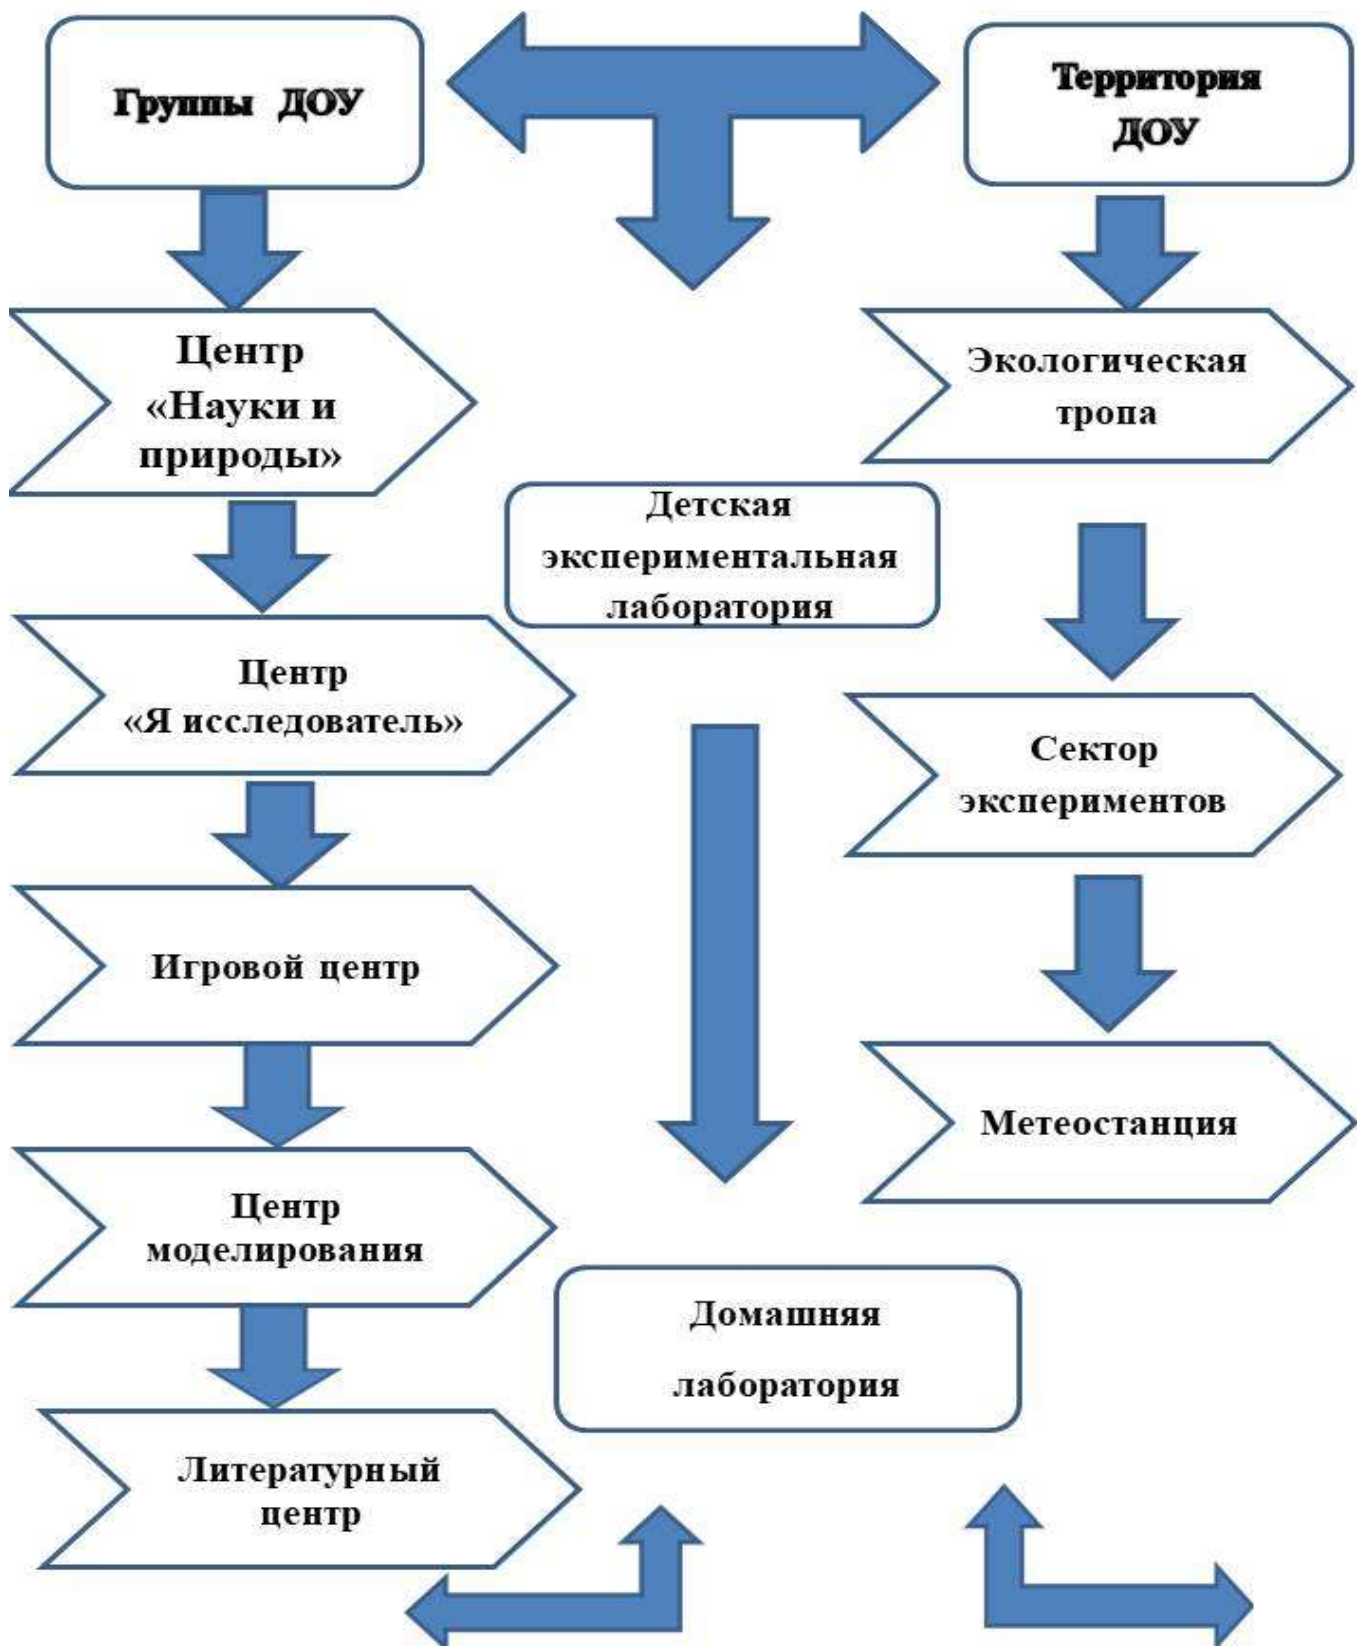 Группы ДОУ
Территория
ДОУ
Центр
«Науки и
природы»
Экологическая
тропа
Детская
экспериментальная
лаборатория
Центр
«Я исследователь»
Сектор
экспериментов
Игровой центр
Метеостанция
Центр
моделирования
Домашняя
лаборатория
Литературный
центр